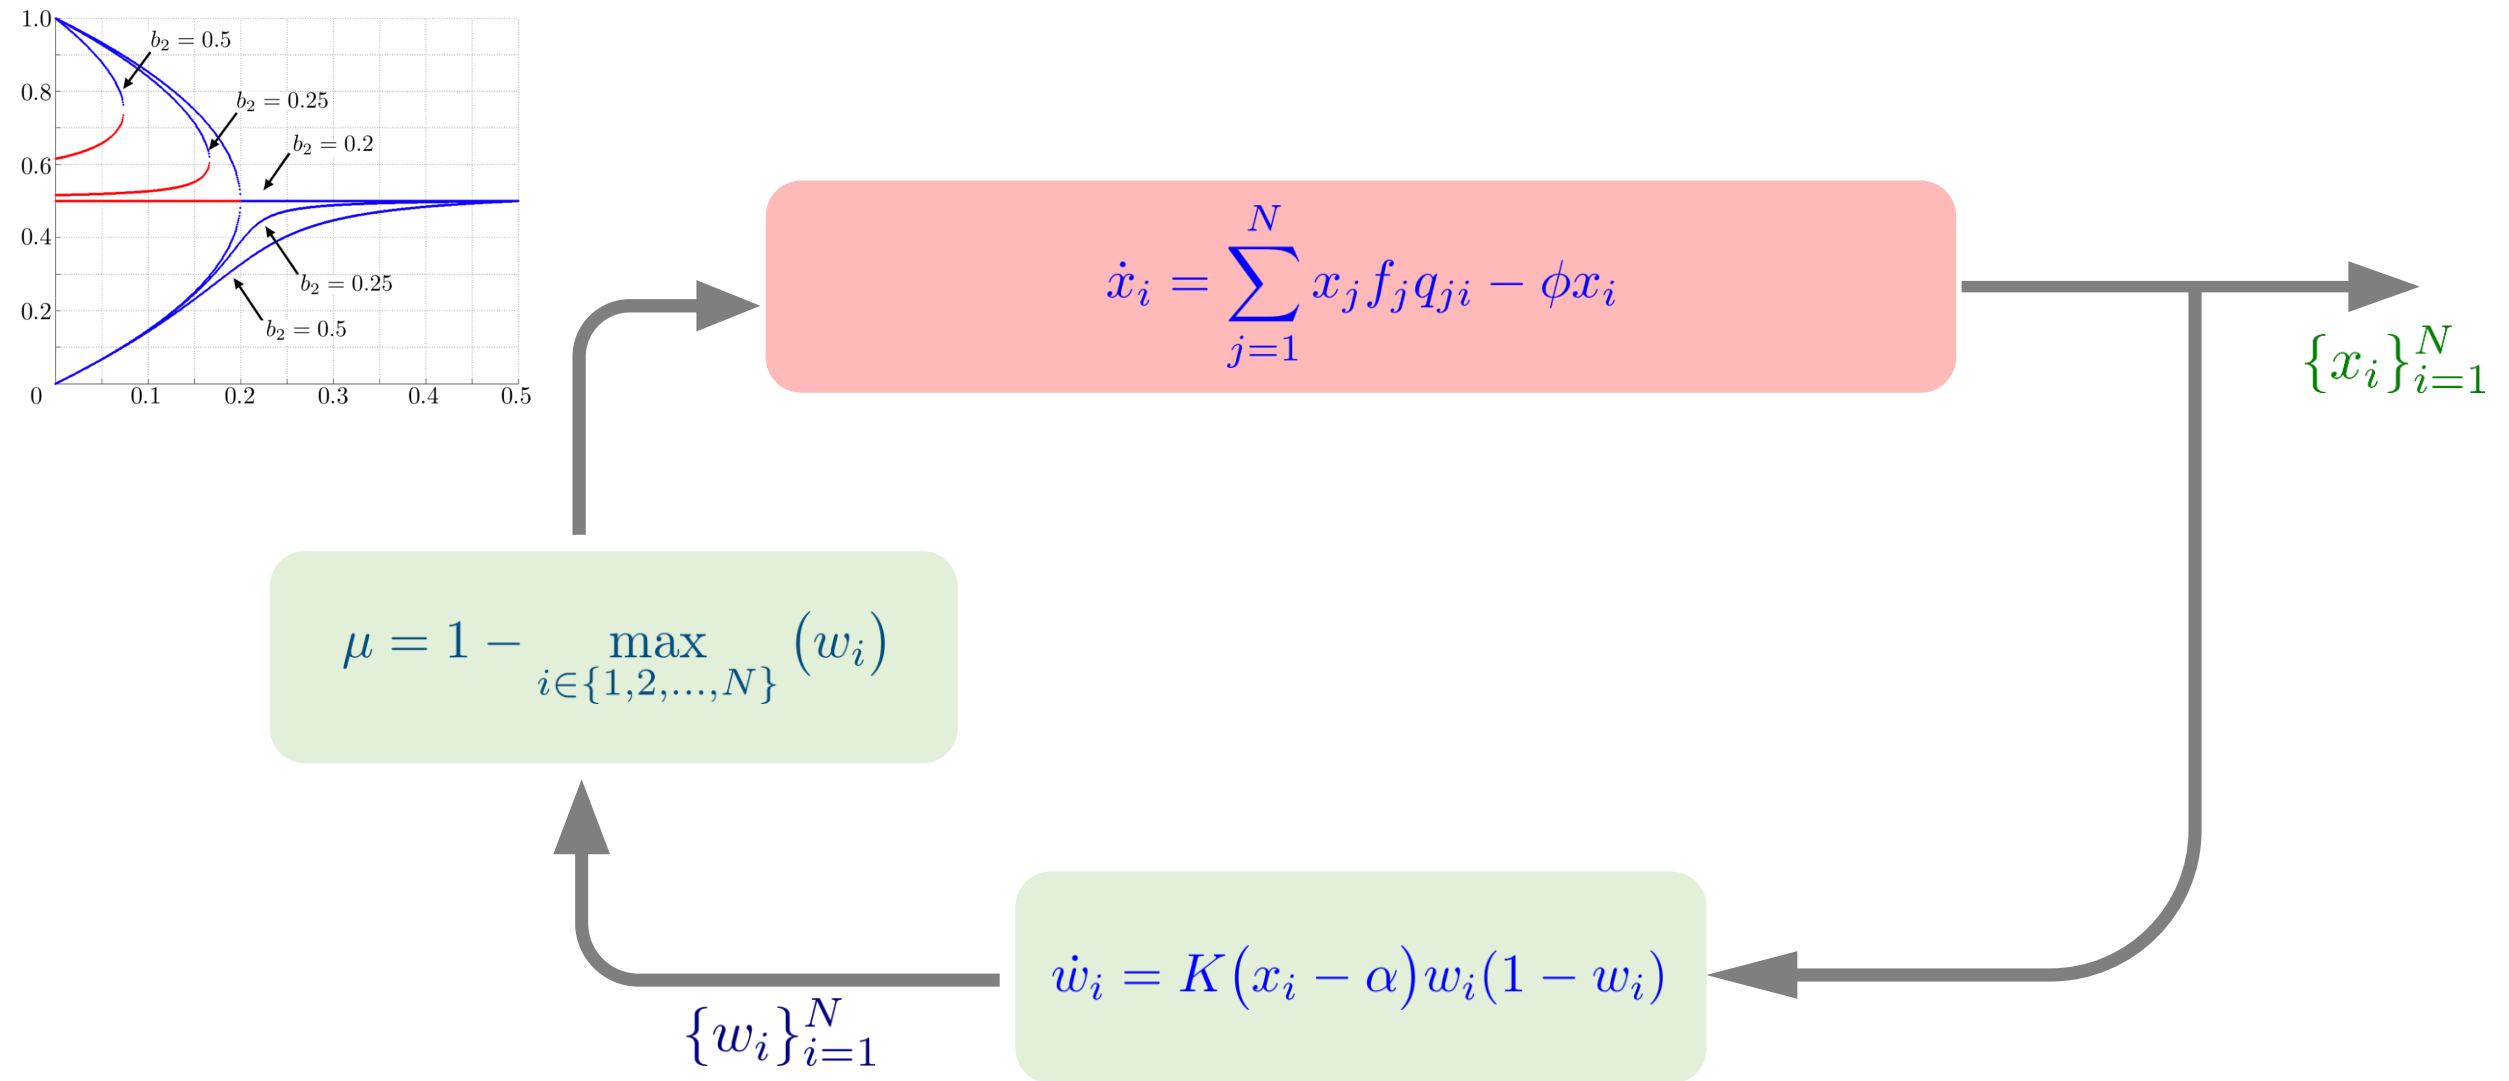 1.0
b₂ = 0.5
0.8
b₂ = 0.25
b₂ = 0.2
0.6
0.4
b₂ = 0.25
0.2
b₂ = 0.5
0 0.1 0.2 0.3 0.4 0.5
ẋᵢ = ∑_{j=1}^{N} xⱼfⱼqⱼᵢ − ϕxᵢ
{xᵢ}_{i=1}^{N}
μ = 1 − max_{i∈{1,2,...,N}} (wᵢ)
ẇᵢ = K(xᵢ − α)wᵢ(1 − wᵢ)
{wᵢ}_{i=1}^{N}